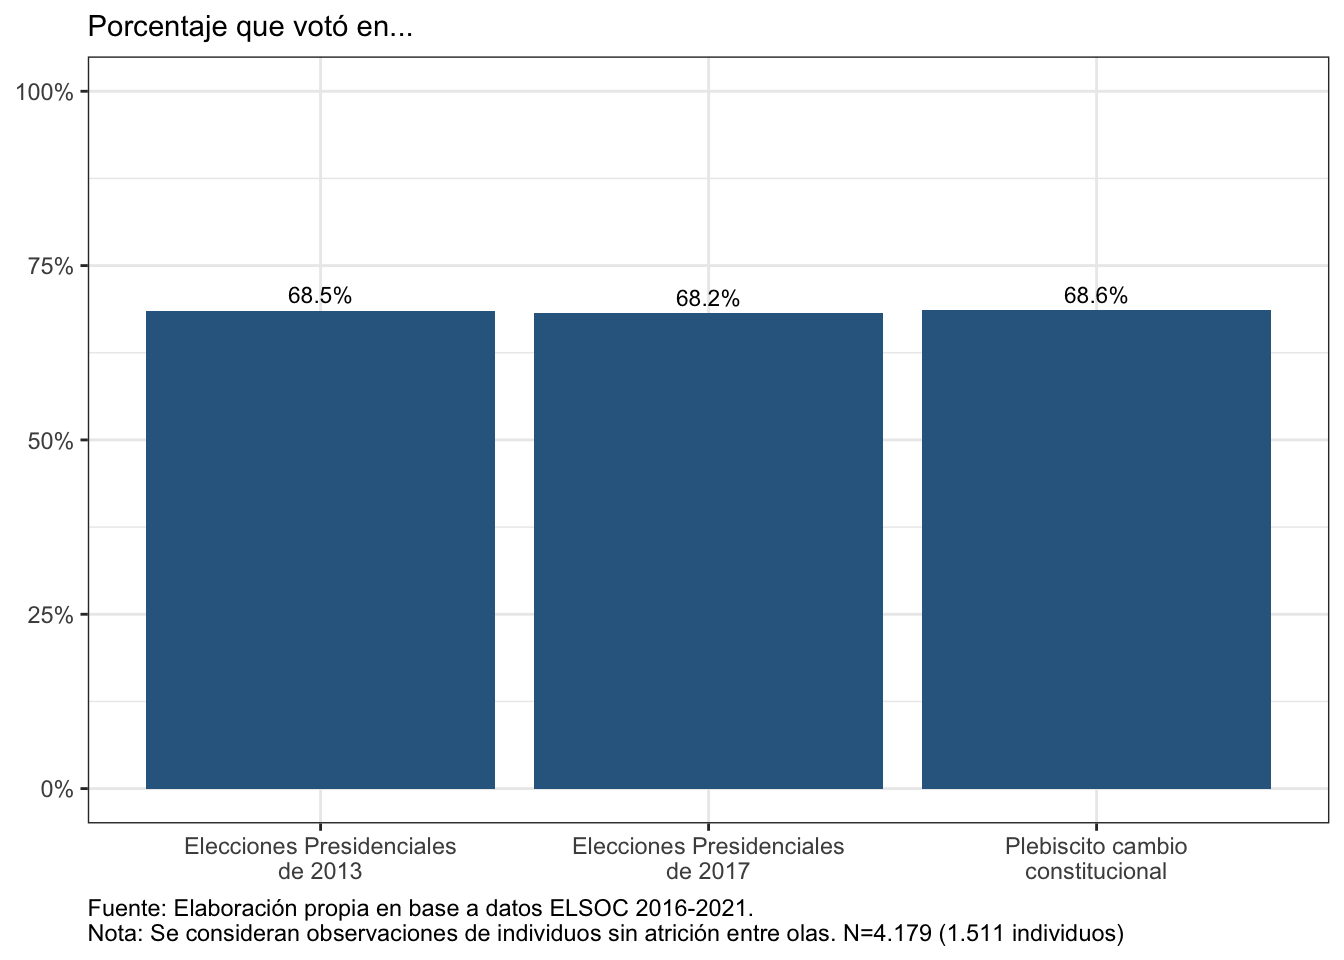 Porcentaje que votó en...
100%
75%
50%
25%
0%
68.5%
68.2%
68.6%
Elecciones Presidenciales
de 2013
Elecciones Presidenciales
de 2017
Plebiscito cambio
constitucional
Fuente: Elaboración propia en base a datos ELSOC 2016-2021.
Nota: Se consideran observaciones de individuos sin atrición entre olas. N=4.179 (1.511 individuos)